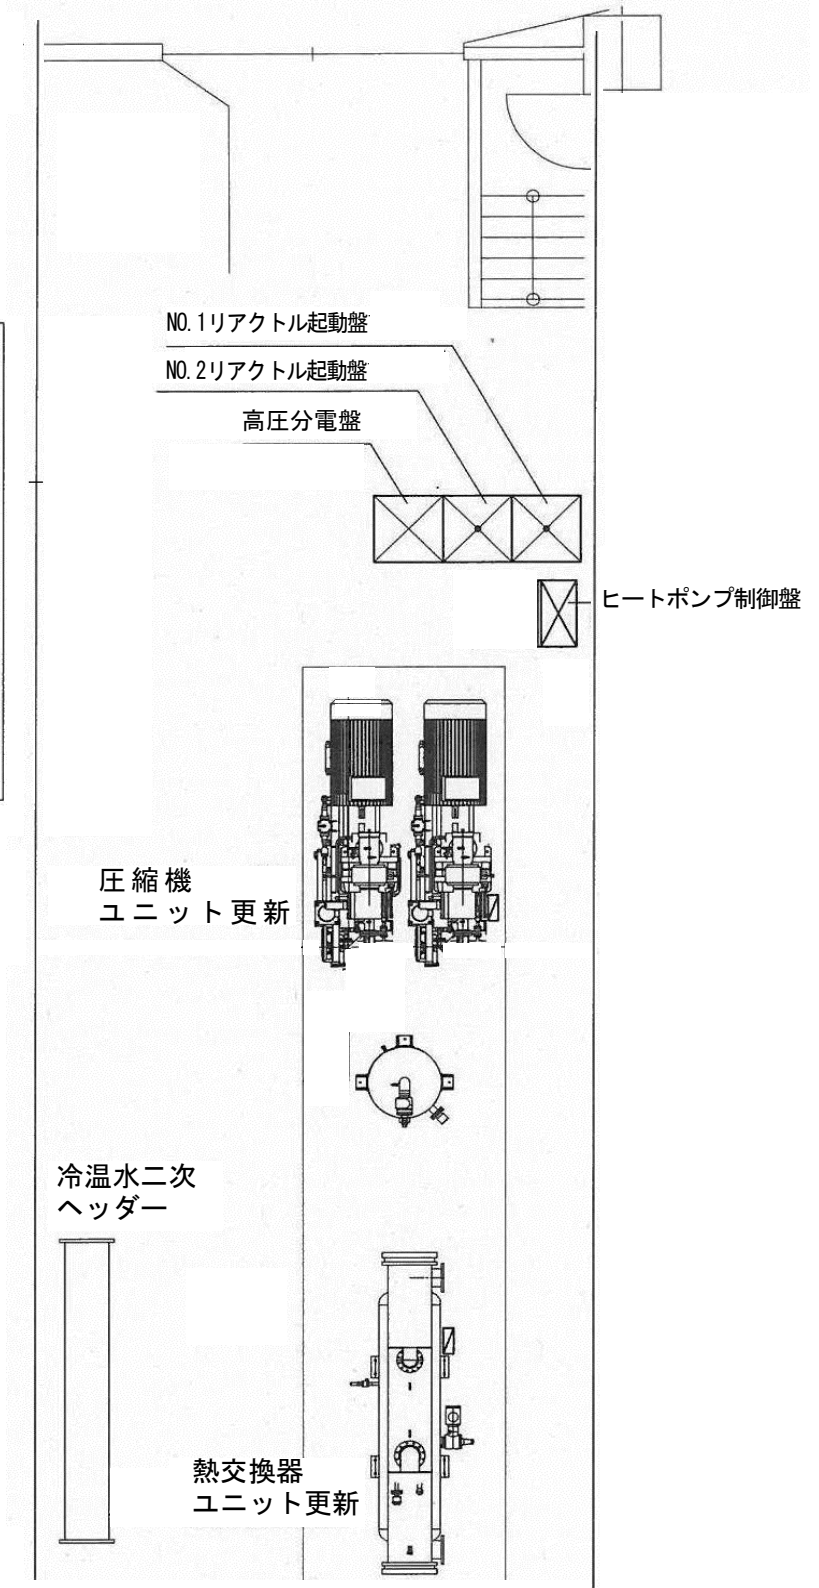 NO.1リアクトル起動盤
NO.2リアクトル起動盤
高圧分電盤
ヒートポンプ制御盤
圧縮機
ユニット更新
冷温水二次
ヘッダー
熱交換器
ユニット更新